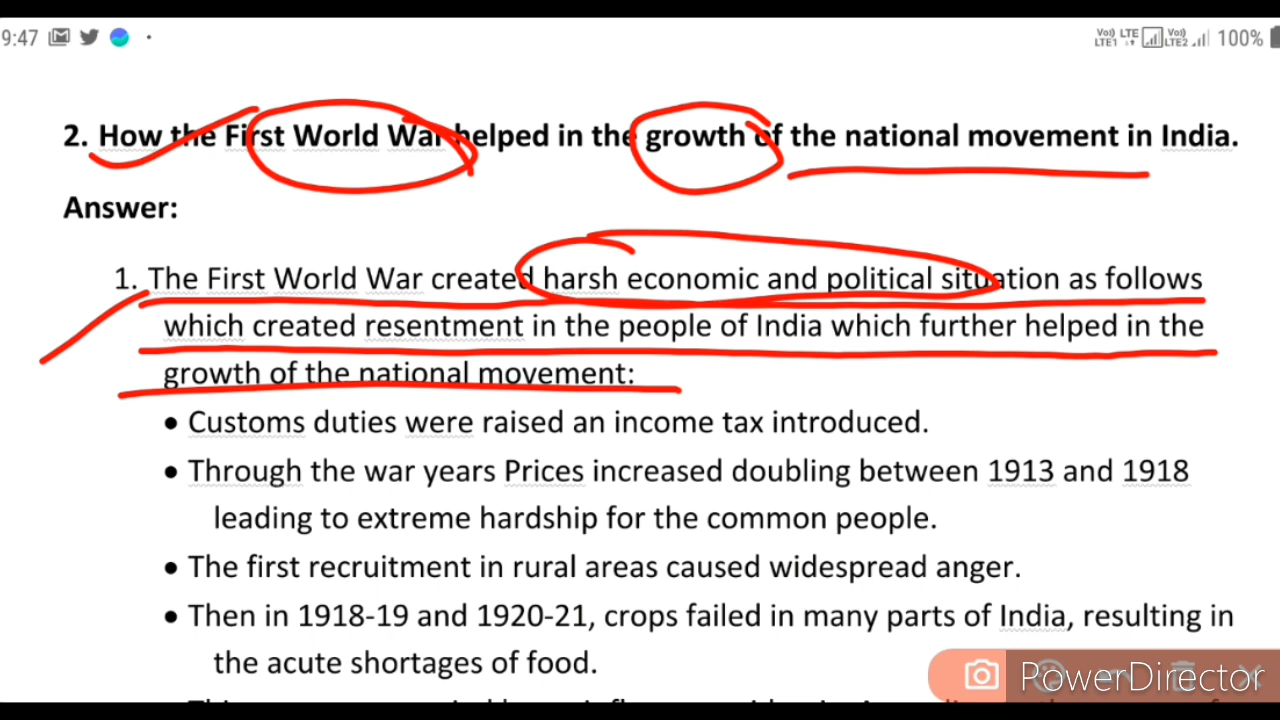 9:47
Vo) LTE Vo) 100%
LTE1 LTE2
2. How the First World War helped in the growth of the national movement in India.
Answer:
1. The First World War created harsh economic and political situation as follows
which created resentment in the people of India which further helped in the
growth of the national movement:
• Customs duties were raised an income tax introduced.
• Through the war years Prices increased doubling between 1913 and 1918
leading to extreme hardship for the common people.
• The first recruitment in rural areas caused widespread anger.
• Then in 1918-19 and 1920-21, crops failed in many parts of India, resulting in
the acute shortages of food.
PowerDirector